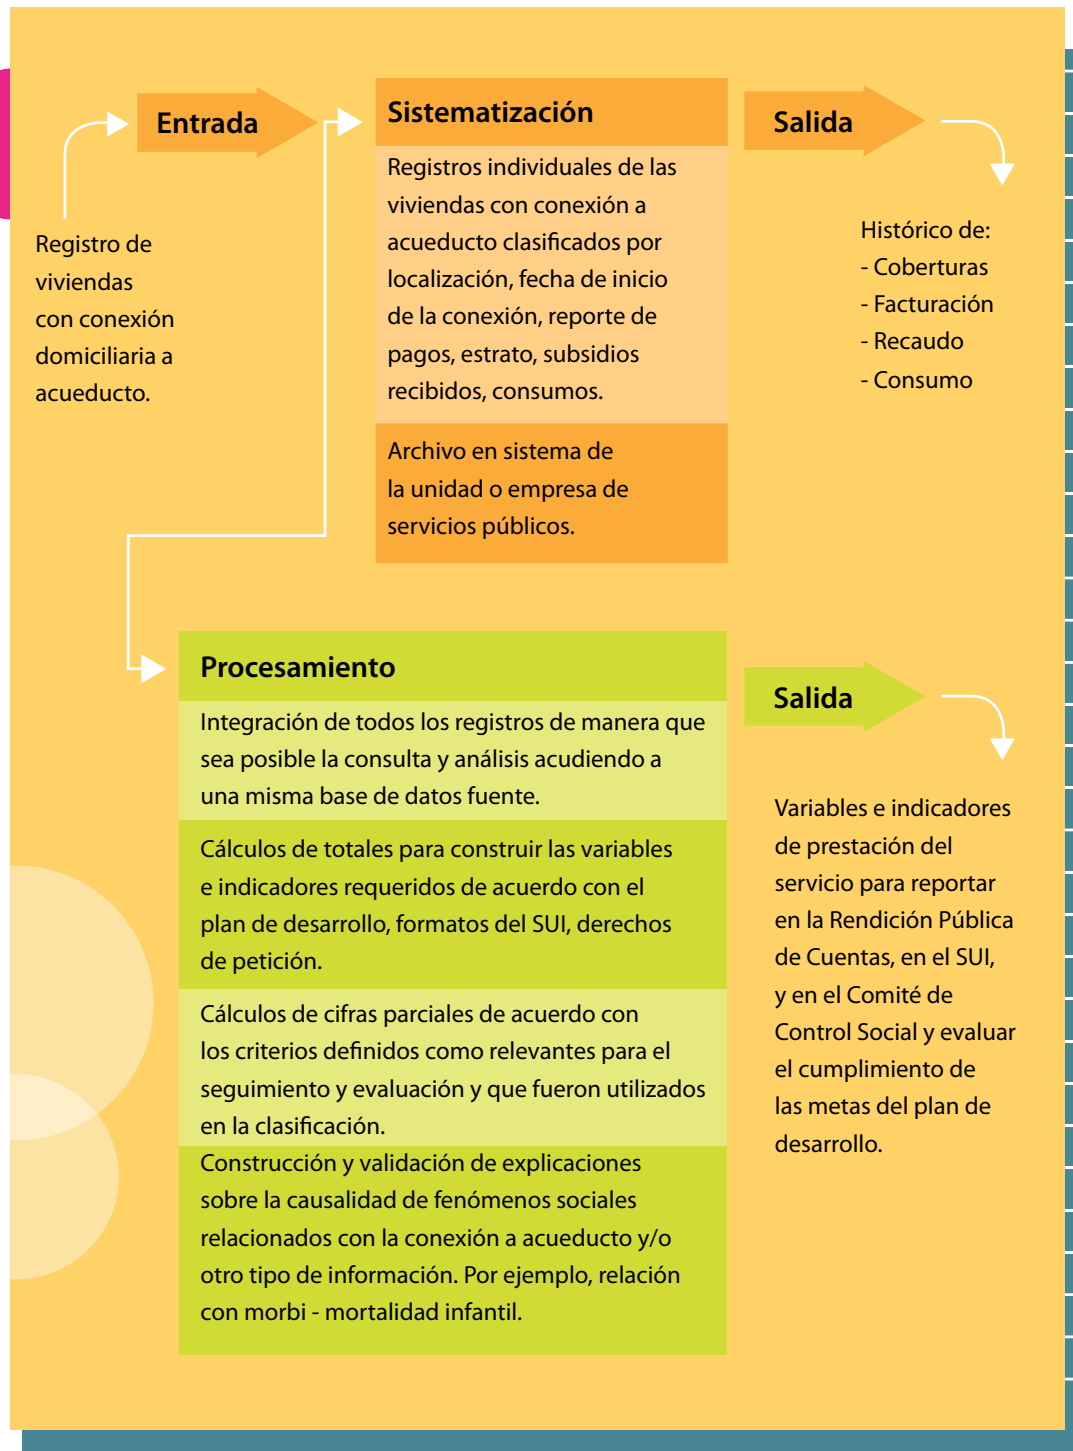 Entrada
Registro de
viviendas
con conexión
domiciliaria a
acueducto.
Sistematización
Registros individuales de las
viviendas con conexión a
acueducto clasificados por
localización, fecha de inicio
de la conexión, reporte de
pagos, estrato, subsidios
recibidos, consumos.
Archivo en sistema de
la unidad o empresa de
servicios públicos.
Salida
Histórico de:
- Coberturas
- Facturación
- Recaudo
- Consumo
Procesamiento
Integración de todos los registros de manera que
sea posible la consulta y análisis acudiendo a
una misma base de datos fuente.
Cálculos de totales para construir las variables
e indicadores requeridos de acuerdo con el
plan de desarrollo, formatos del SUI, derechos
de petición.
Cálculos de cifras parciales de acuerdo con
los criterios definidos como relevantes para el
seguimiento y evaluación y que fueron utilizados
en la clasificación.
Construcción y validación de explicaciones
sobre la causalidad de fenómenos sociales
relacionados con la conexión a acueducto y/o
otro tipo de información. Por ejemplo, relación
con morbi - mortalidad infantil.
Salida
Variables e indicadores
de prestación del
servicio para reportar
en la Rendición Pública
de Cuentas, en el SUI,
y en el Comité de
Control Social y evaluar
el cumplimiento de
las metas del plan de
desarrollo.